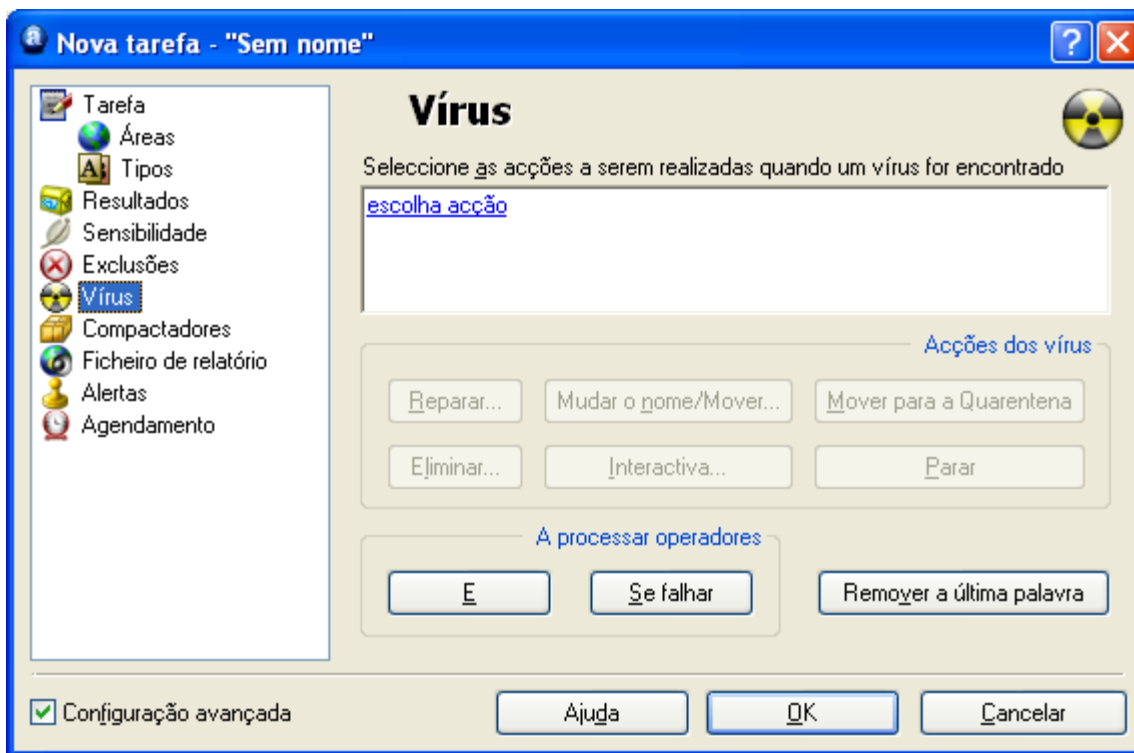 Nova tarefa - "Sem nome"
Tarefa
Áreas
Tipos
Resultados
Sensibilidade
Exclusões
Vírus
Compactadores
Ficheiro de relatório
Alertas
Agendamento
Vírus
Seleccione as acções a serem realizadas quando um vírus for encontrado
escolha acção
Acções dos vírus
Reparar... Mudar o nome/Mover... Mover para a Quarentena
Eliminar... Interactiva... Parar
A processar operadores
E Se falhar Remover a última palavra
Configuração avançada Ajuda OK Cancelar